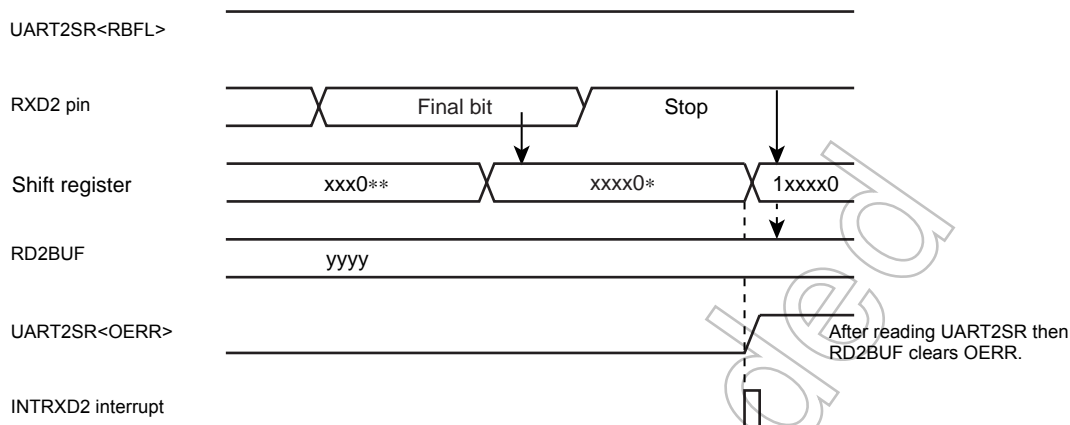 UART2SR<RBFL>
RXD2 pin
Final bit
Stop
Shift register
xxx0**
xxxx0*
1xxxx0
RD2BUF
yyyy
UART2SR<OERR>
After reading UART2SR then
RD2BUF clears OERR.
INTRXD2 interrupt
ded